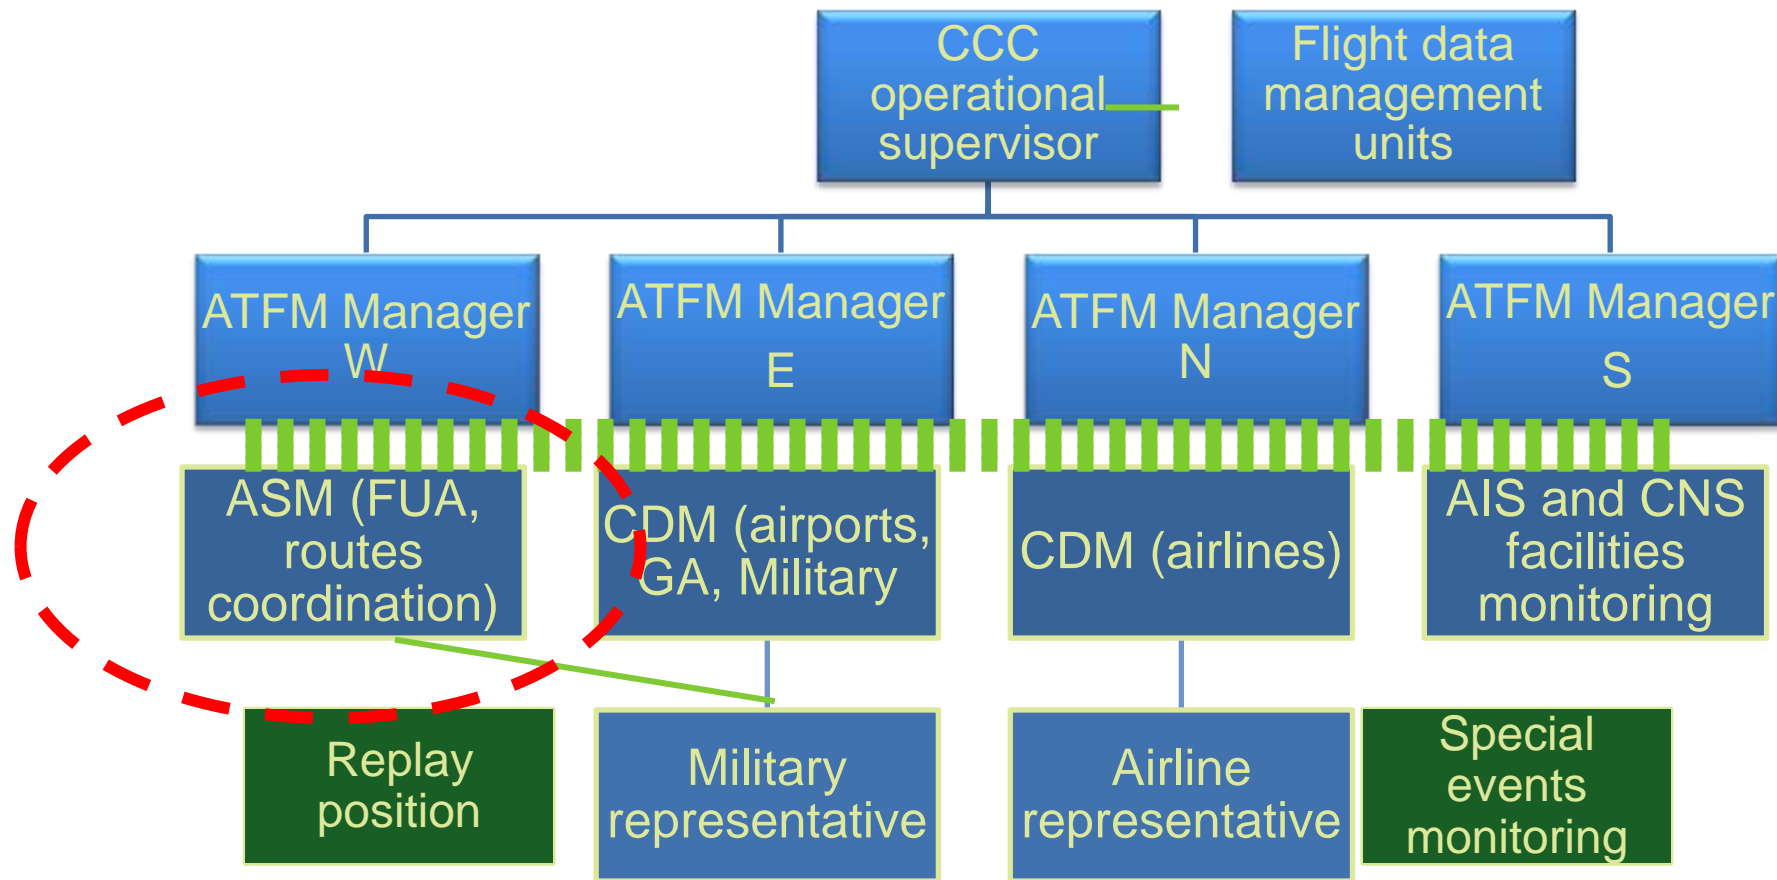 CCC
operational
supervisor
Flight data
management
units
ATFM Manager
W
ATFM Manager
E
ATFM Manager
N
ATFM Manager
S
ASM (FUA,
routes
coordination)
CDM (airports,
GA, Military
CDM (airlines)
AIS and CNS
facilities
monitoring
Replay
position
Military
representative
Airline
representative
Special
events
monitoring